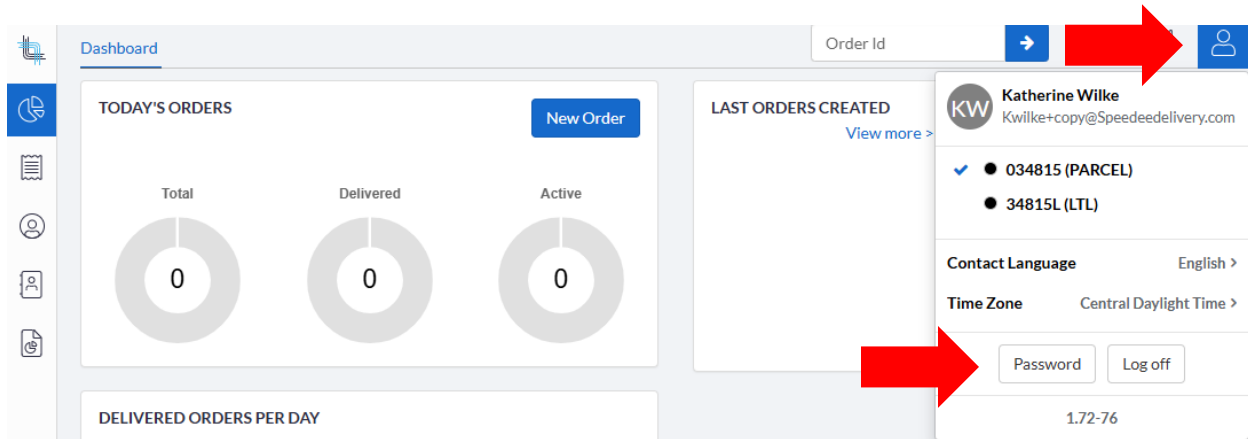 Dashboard
Order Id
TODAY'S ORDERS
New Order
Total
Delivered
Active
0
0
0
DELIVERED ORDERS PER DAY
LAST ORDERS CREATED
View more >
KW
Katherine Wilke
Kwilke+copy@Speedeedelivery.com
034815 (PARCEL)
34815L (LTL)
Contact Language English >
Time Zone Central Daylight Time >
Password Log off
1.72-76